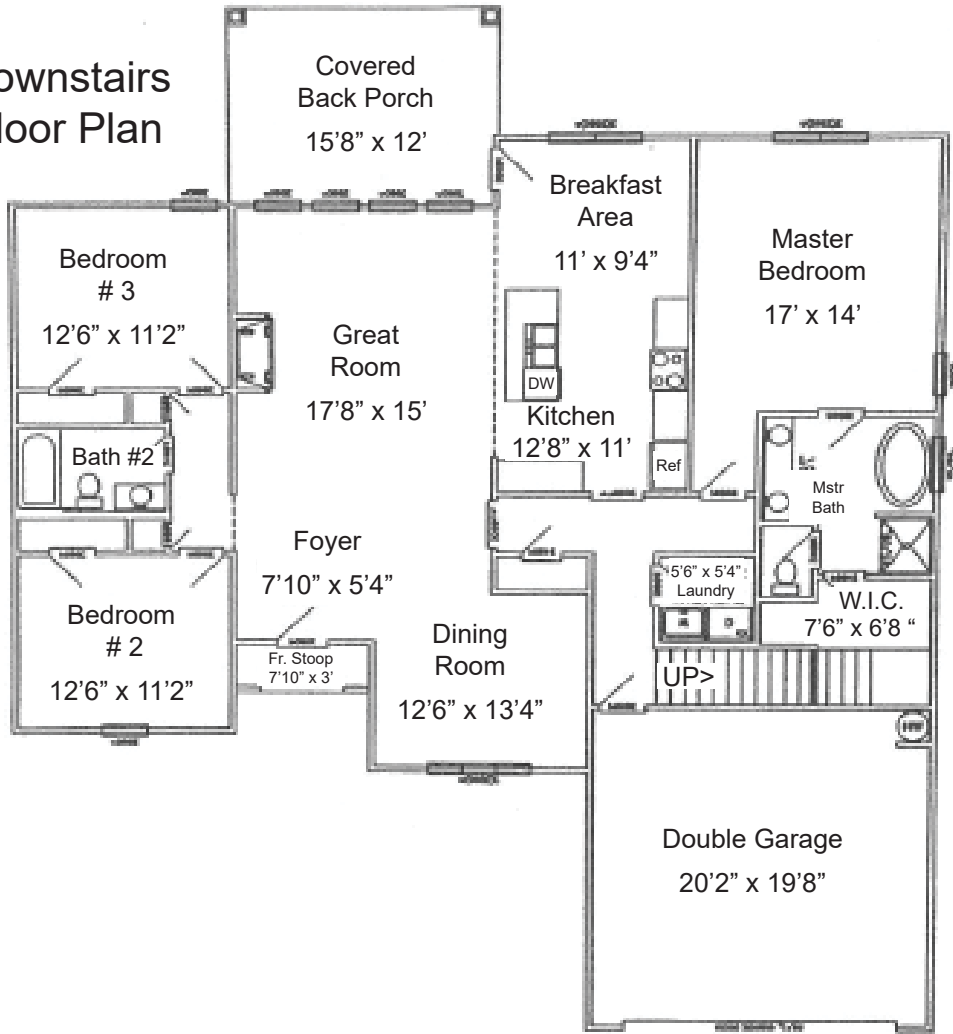 ownstairs
loor Plan
Covered
Back Porch
15’8” x 12’
Breakfast
Area
11’ x 9’4”
Master
Bedroom
17’ x 14’
Bedroom
# 3
12’6” x 11’2”
Great
Room
17’8” x 15’
DW
Kitchen
12’8” x 11’
Ref
Bath #2
Mstr
Bath
Foyer
7’10” x 5’4”
5’6” x 5’4”
Laundry
W.I.C.
7’6” x 6’8 “
Bedroom
# 2
12’6” x 11’2”
Fr. Stoop
7’10” x 3’
Dining
Room
12’6” x 13’4”
UP>
HW
Double Garage
20’2” x 19’8”